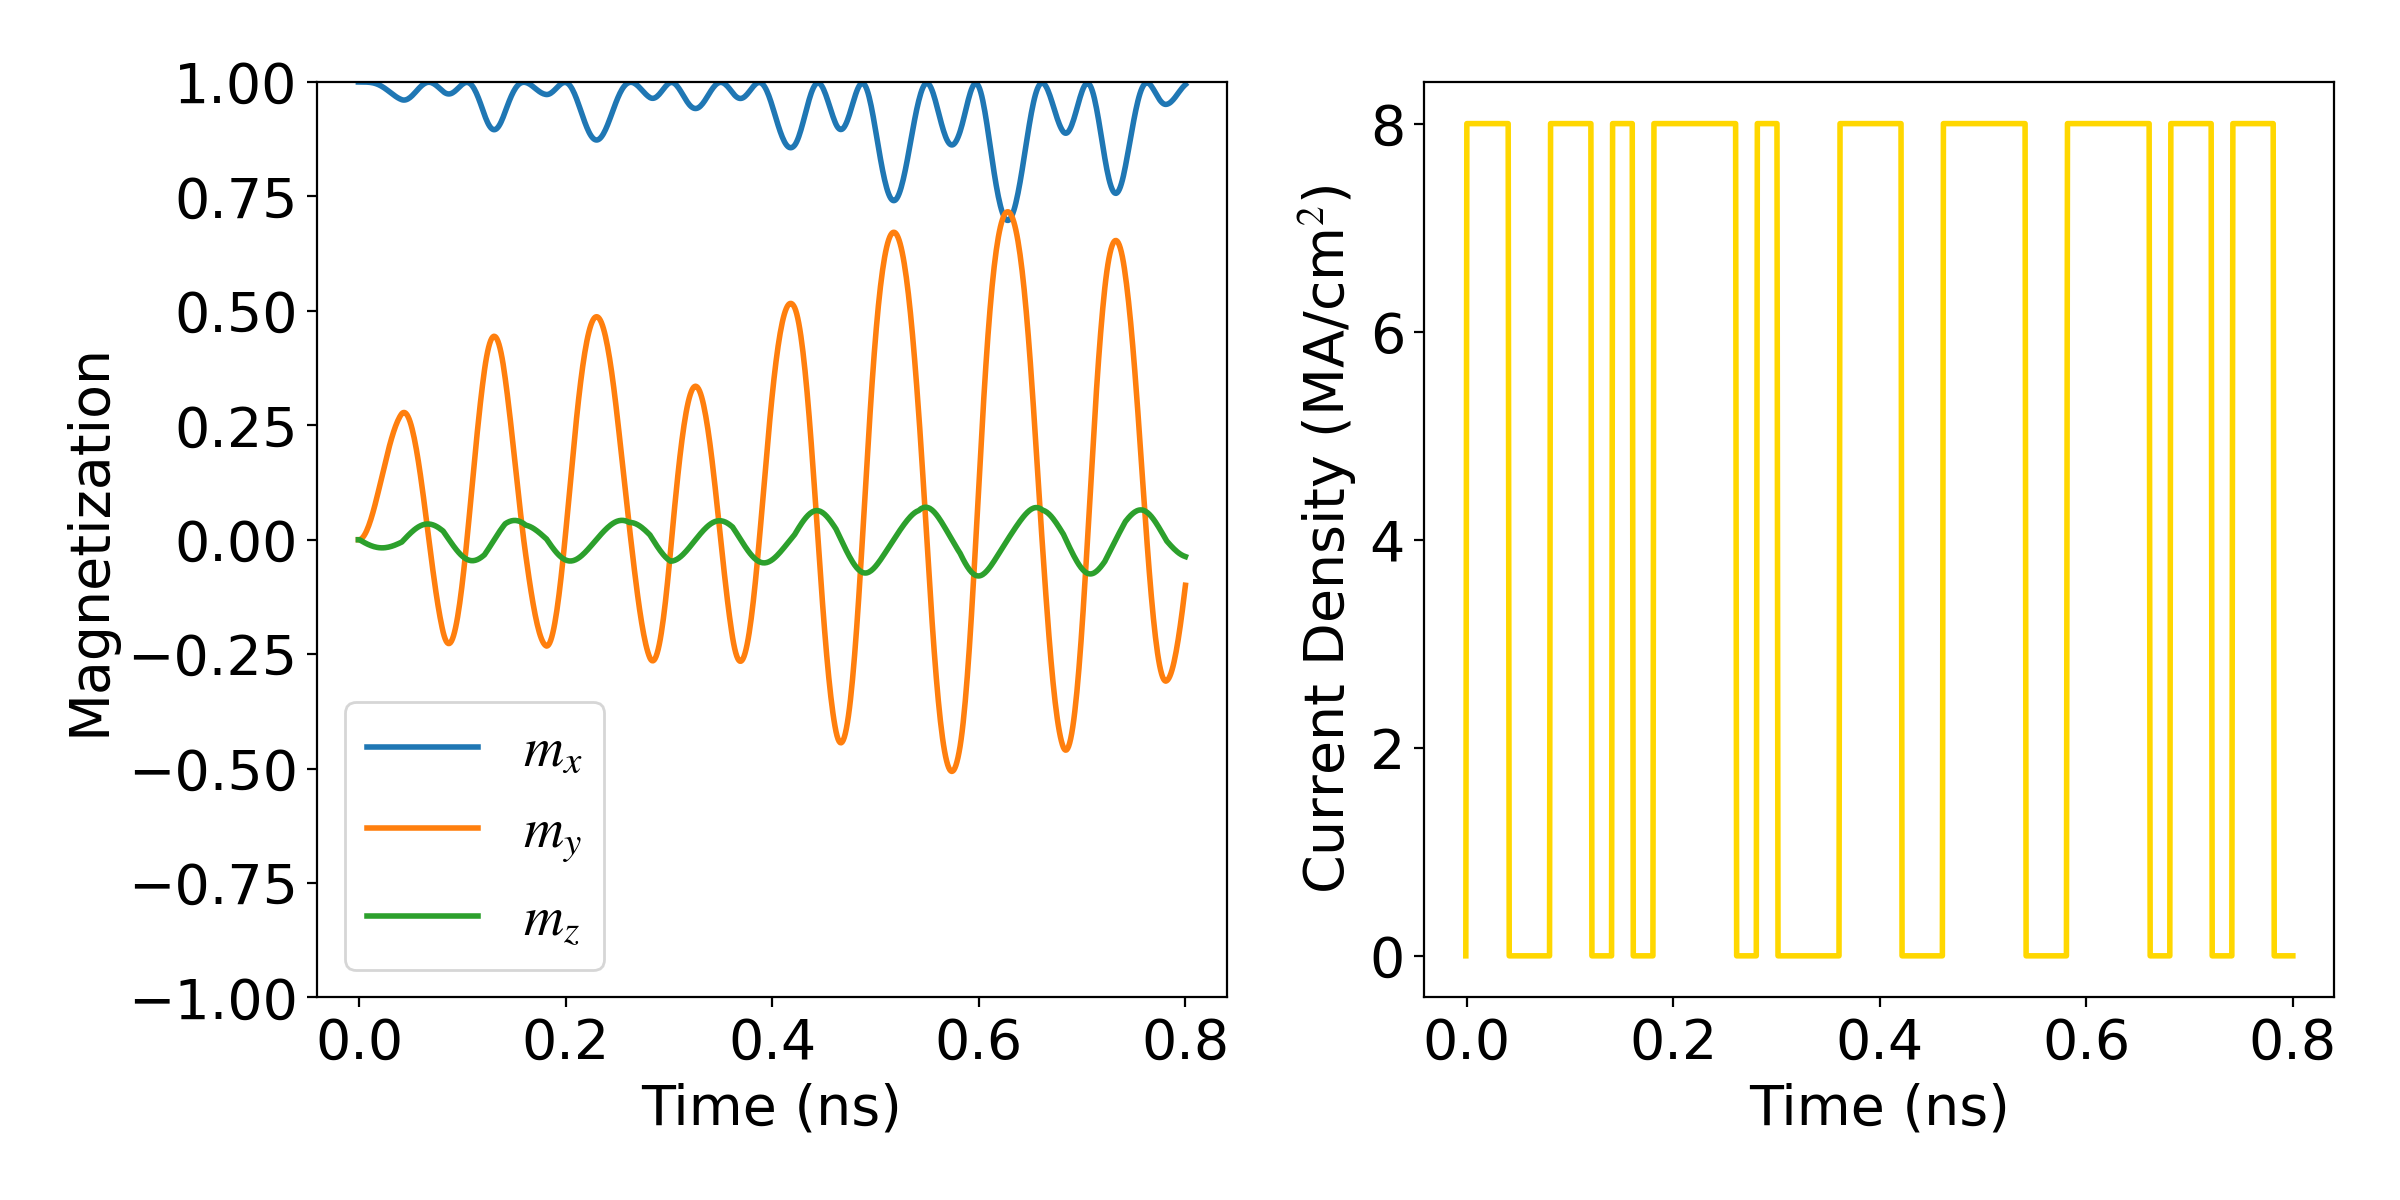 1.00
0.75
0.50
0.25
0.00
−0.25
−0.50
−0.75
−1.00
Magnetization
m_x
m_y
m_z
0.0 0.2 0.4 0.6 0.8
Time (ns)
8
6
4
2
0
Current Density (MA/cm²)
0.0 0.2 0.4 0.6 0.8
Time (ns)